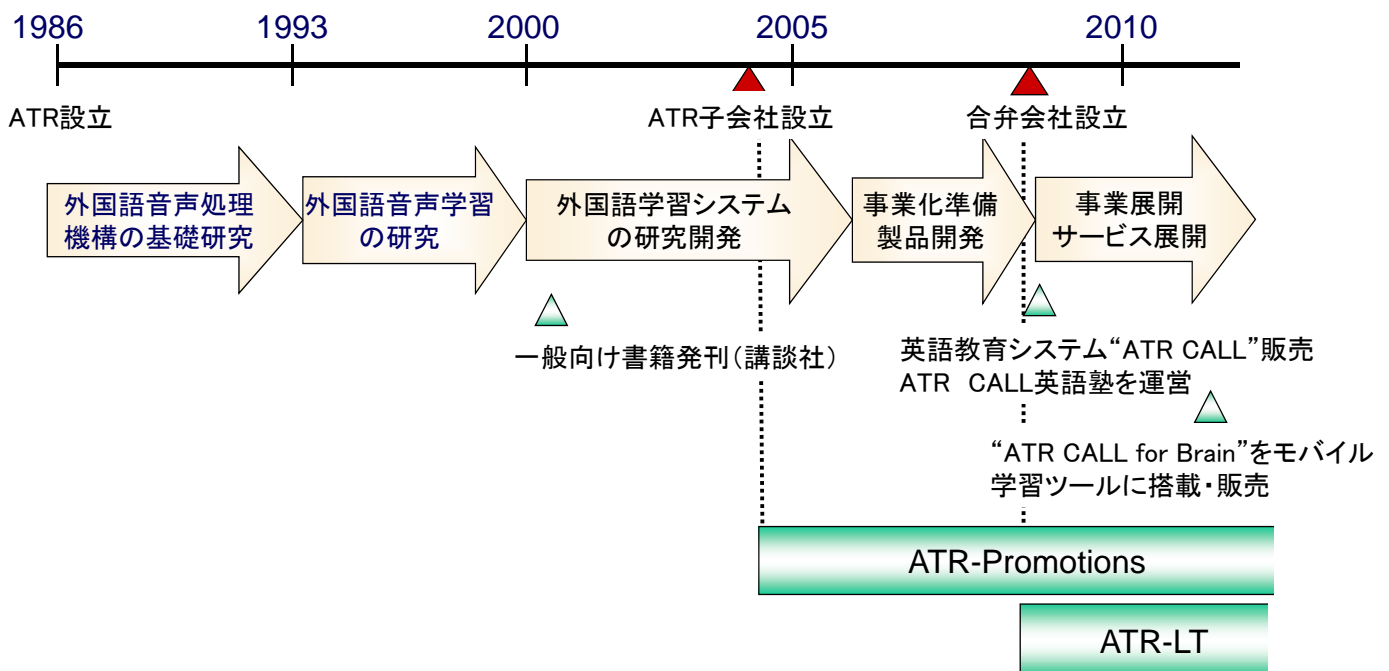 1986 1993 2000 2005 2010
ATR設立 ATR子会社設立 合弁会社設立
外国語音声処理
機構の基礎研究
外国語音声学習
の研究
外国語学習システム
の研究開発
事業化準備
製品開発
事業展開
サービス展開
一般向け書籍発刊(講談社)
英語教育システム“ATR CALL”販売
ATR　CALL英語塾を運営
“ATR CALL for Brain”をモバイル
学習ツールに搭載・販売
ATR-Promotions
ATR-LT